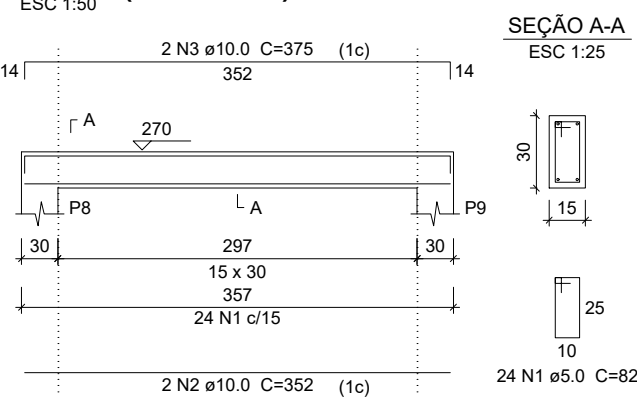 ESC 1:50
SEÇÃO A-A
ESC 1:25
2 N3 ø10.0 C=375 (1c)
14
352
14
A
270
30
15
P8
A
P9
30
297
30
15 x 30
357
24 N1 c/15
25
10
24 N1 ø5.0 C=82
2 N2 ø10.0 C=352 (1c)